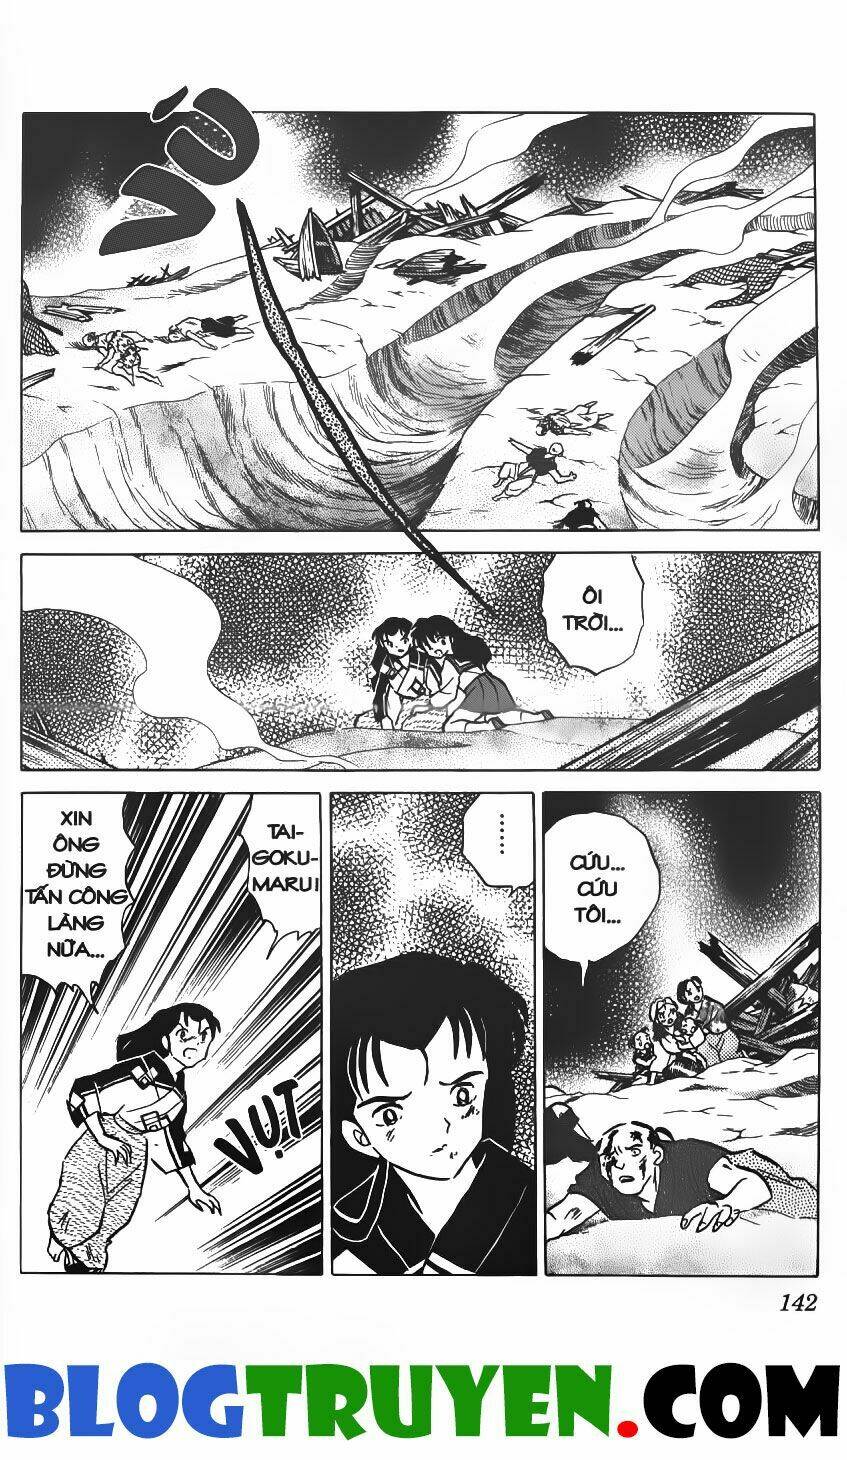 VÙ
ÔI
TRỜI...
CỨU...
CỨU
TÔI...
........
TAI-
GOKU-
MARU!
XIN
ÔNG
ĐỪNG
TẤN CÔNG
LÀNG
NỮA...
VỤT
142
BLOGTRUYEN.COM